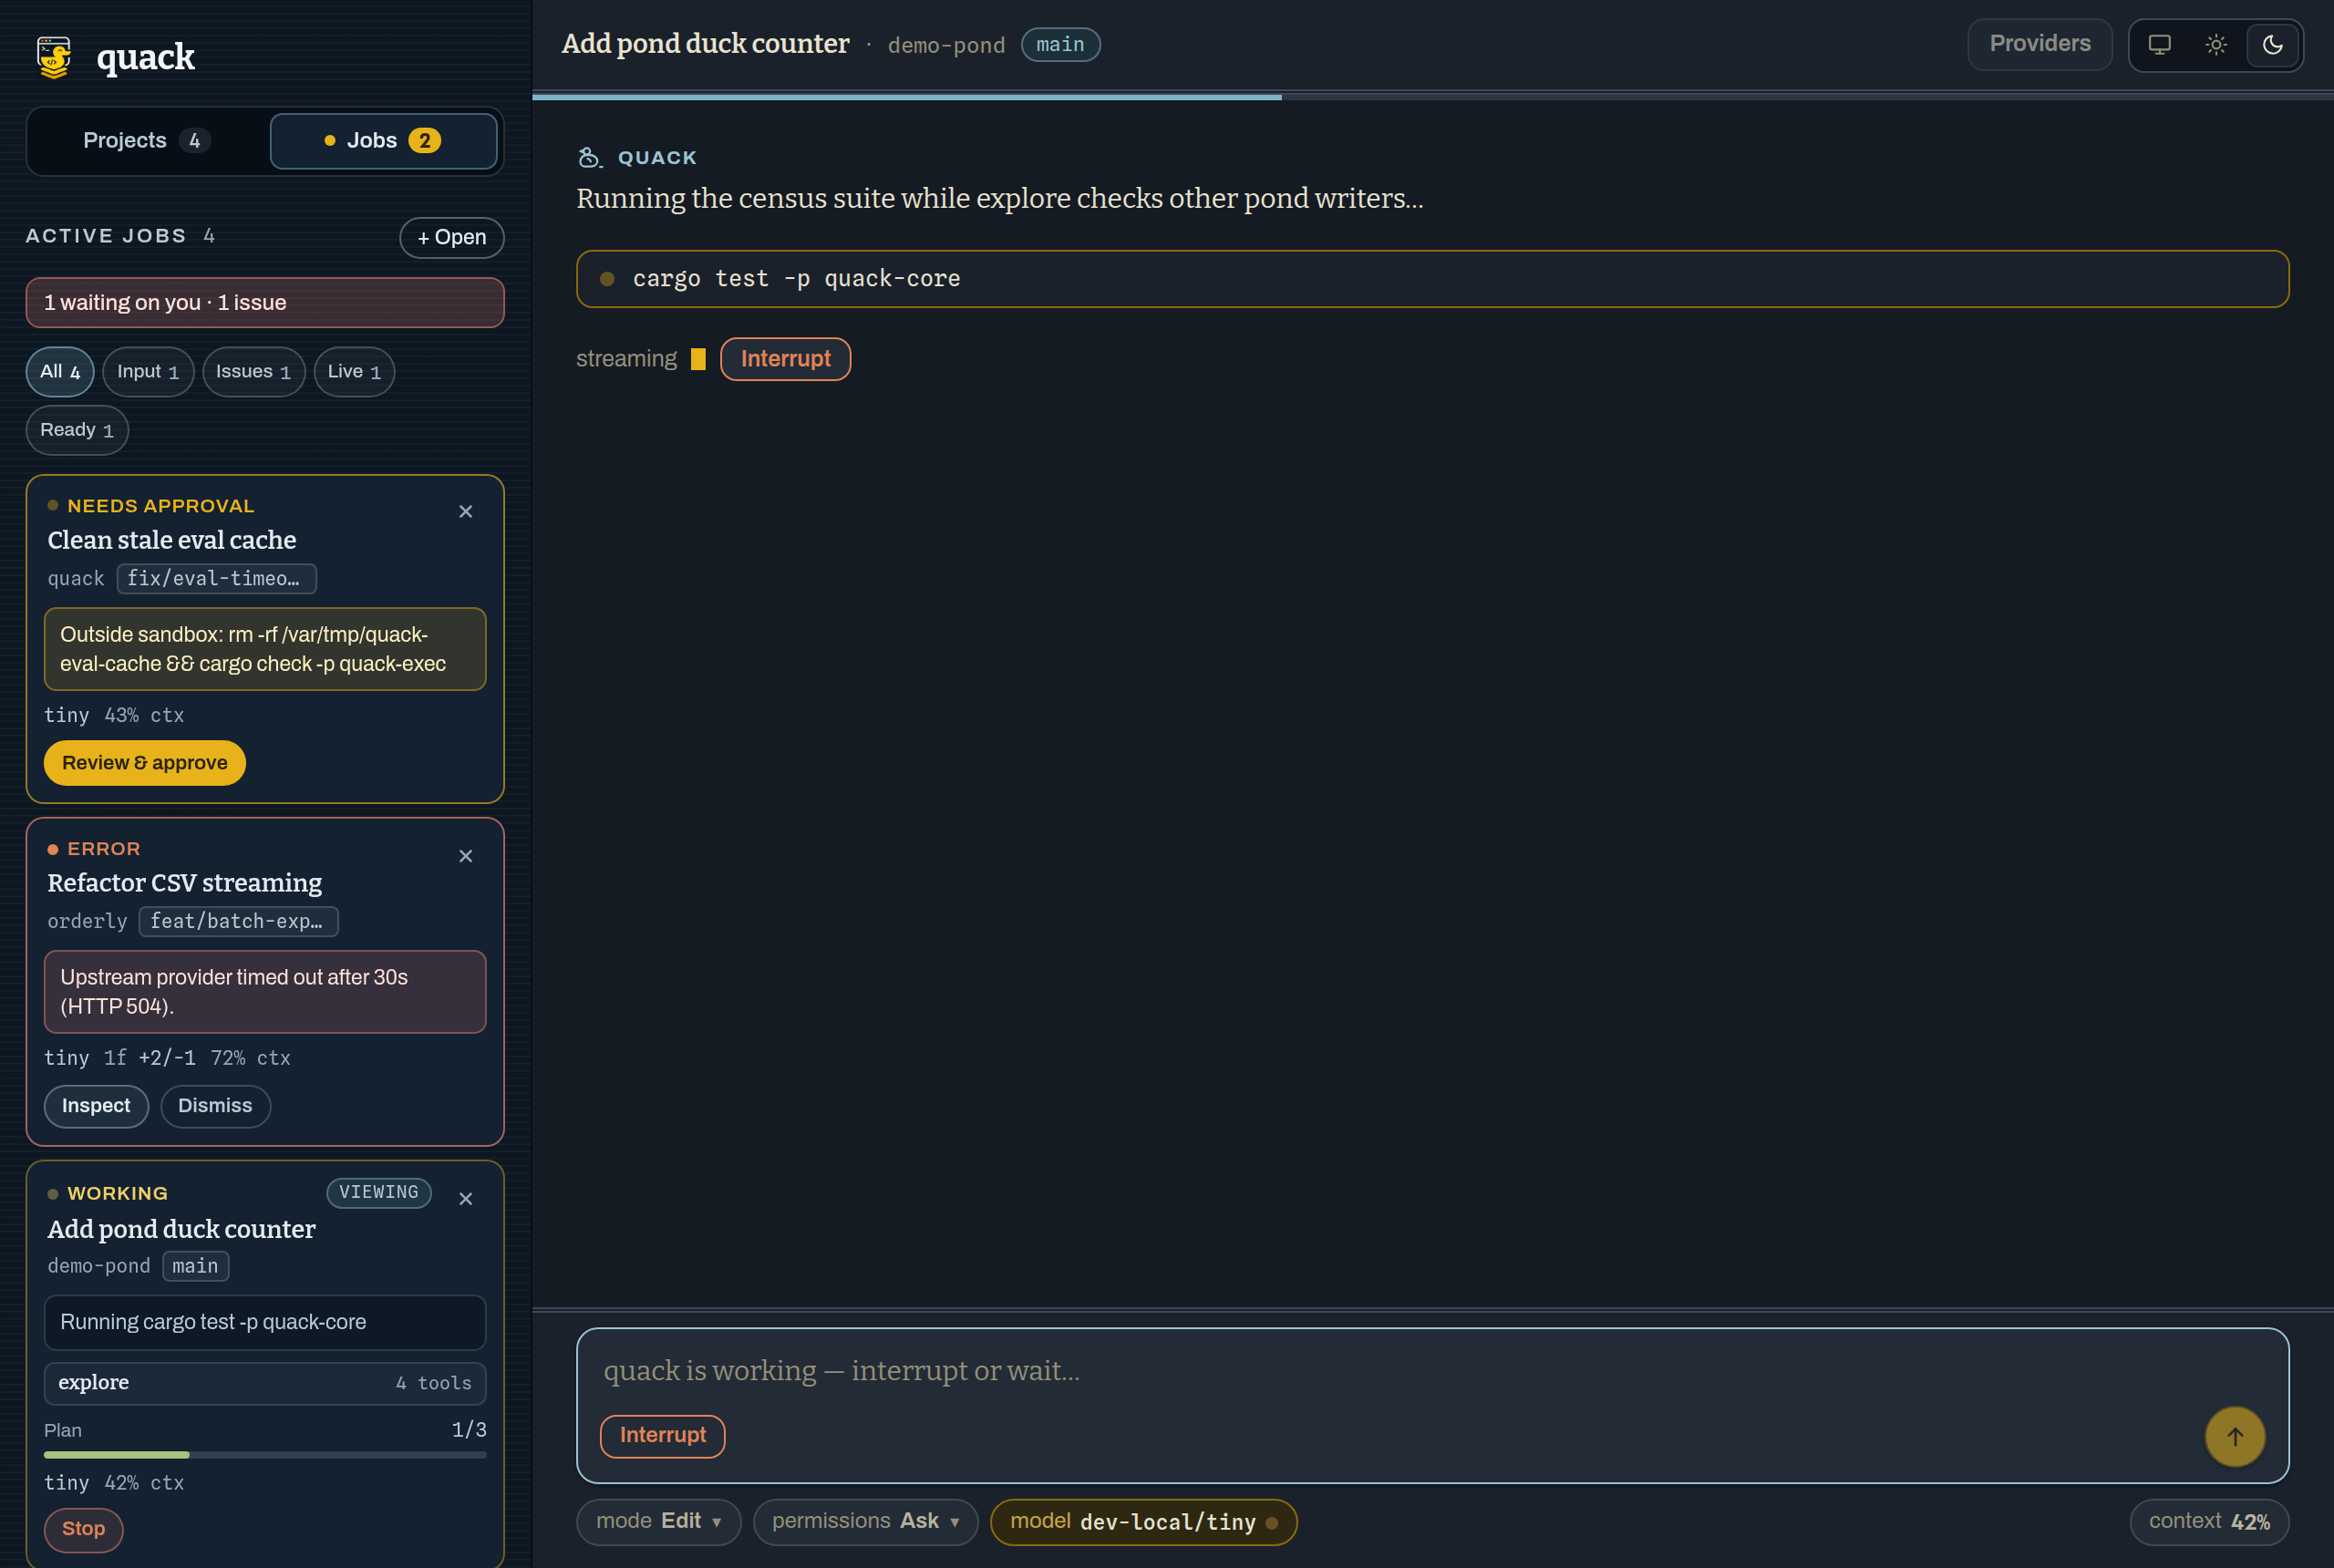 quack
Projects 4
Jobs 2
ACTIVE JOBS 4
+ Open
1 waiting on you · 1 issue
All 4
Input 1
Issues 1
Live 1
Ready 1
NEEDS APPROVAL
×
Clean stale eval cache
quack fix/eval-timeo…
Outside sandbox: rm -rf /var/tmp/quack-
eval-cache && cargo check -p quack-exec
tiny 43% ctx
Review & approve
ERROR
×
Refactor CSV streaming
orderly feat/batch-exp…
Upstream provider timed out after 30s
(HTTP 504).
tiny 1f +2/-1 72% ctx
Inspect
Dismiss
WORKING
VIEWING
×
Add pond duck counter
demo-pond main
Running cargo test -p quack-core
explore 4 tools
Plan 1/3
tiny 42% ctx
Stop
Add pond duck counter · demo-pond main
Providers
QUACK
Running the census suite while explore checks other pond writers…
cargo test -p quack-core
streaming
Interrupt
quack is working — interrupt or wait…
Interrupt
mode Edit ▾
permissions Ask ▾
model dev-local/tiny
context 42%